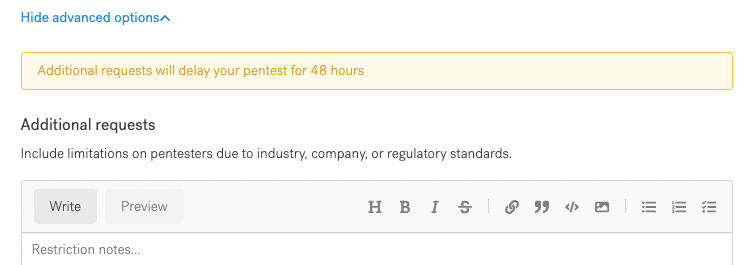 Hide advanced options
Additional requests will delay your pentest for 48 hours
Additional requests
Include limitations on pentesters due to industry, company, or regulatory standards.
Write Preview H B I S
Restriction notes...